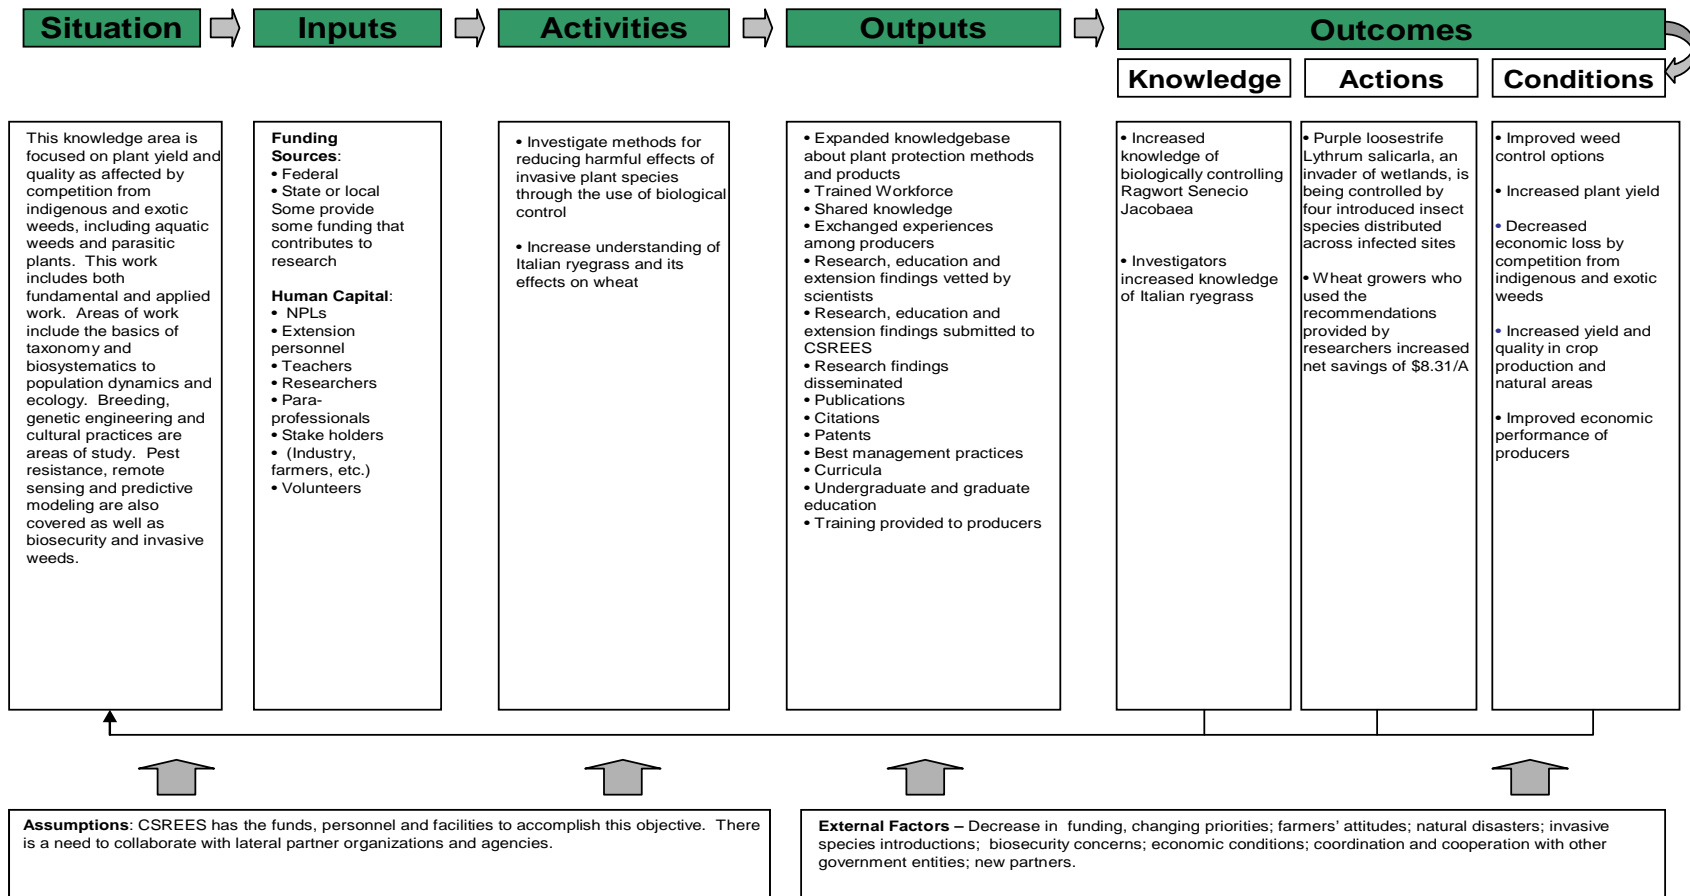 Situation
Inputs
Activities
Outputs
Outcomes
Knowledge
Actions
Conditions
This knowledge area is
focused on plant yield and
quality as affected by
competition from
indigenous and exotic
weeds, including aquatic
weeds and parasitic
plants. This work
includes both
fundamental and applied
work. Areas of work
include the basics of
taxonomy and
biosystematics to
population dynamics and
ecology. Breeding,
genetic engineering and
cultural practices are
areas of study. Pest
resistance, remote
sensing and predictive
modeling are also
covered as well as
biosecurity and invasive
weeds.
Funding
Sources:
• Federal
• State or local
Some provide
some funding that
contributes to
research
Human Capital:
• NPLs
• Extension
personnel
• Teachers
• Researchers
• Para-
professionals
• Stake holders
• (Industry,
farmers, etc.)
• Volunteers
• Investigate methods for
reducing harmful effects of
invasive plant species
through the use of biological
control
• Increase understanding of
Italian ryegrass and its
effects on wheat
• Expanded knowledgebase
about plant protection methods
and products
• Trained Workforce
• Shared knowledge
• Exchanged experiences
among producers
• Research, education and
extension findings vetted by
scientists
• Research, education and
extension findings submitted to
CSREES
• Research findings
disseminated
• Publications
• Citations
• Patents
• Best management practices
• Curricula
• Undergraduate and graduate
education
• Training provided to producers
• Increased
knowledge of
biologically controlling
Ragwort Senecio
Jacobaea
• Investigators
increased knowledge
of Italian ryegrass
• Purple loosestrife
Lythrum salicarla, an
invader of wetlands, is
being controlled by
four introduced insect
species distributed
across infected sites
• Wheat growers who
used the
recommendations
provided by
researchers increased
net savings of $8.31/A
• Improved weed
control options
• Increased plant yield
• Decreased
economic loss by
competition from
indigenous and exotic
weeds
• Increased yield and
quality in crop
production and
natural areas
• Improved economic
performance of
producers
Assumptions: CSREES has the funds, personnel and facilities to accomplish this objective. There
is a need to collaborate with lateral partner organizations and agencies.
External Factors – Decrease in funding, changing priorities; farmers' attitudes; natural disasters; invasive
species introductions; biosecurity concerns; economic conditions; coordination and cooperation with other
government entities; new partners.